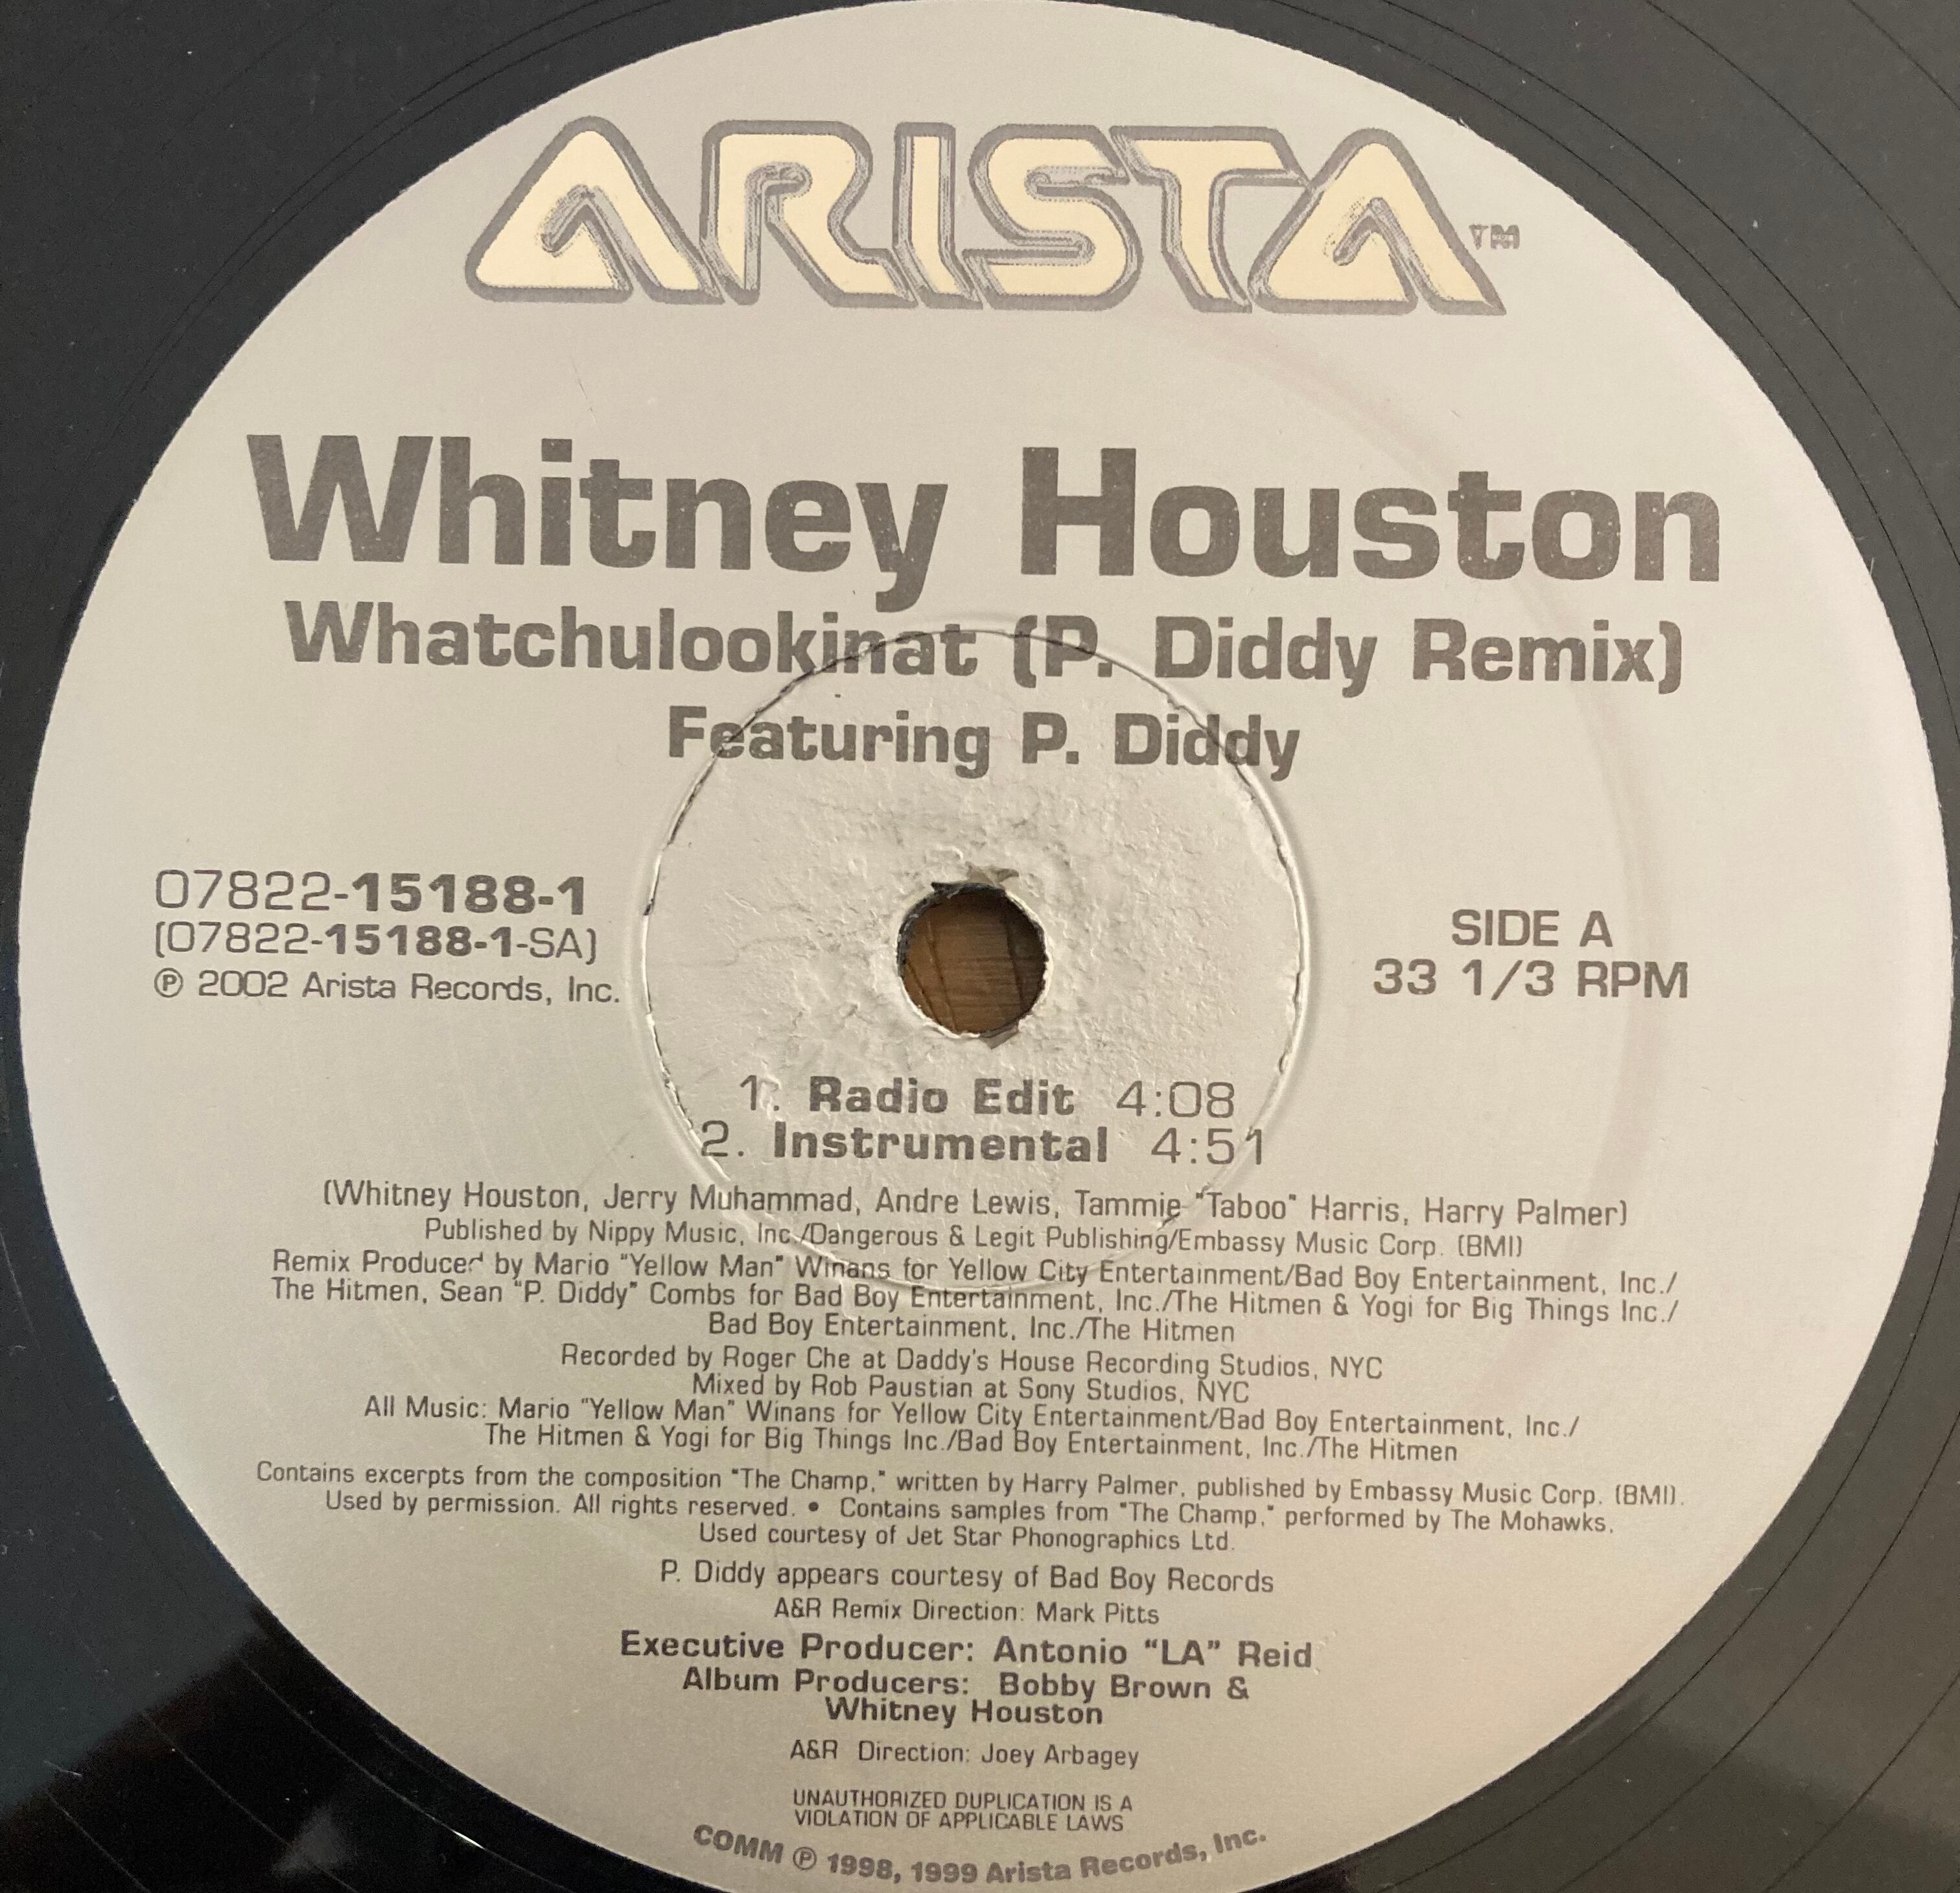 ARISTA™
Whitney Houston
Whatchulookinat (P. Diddy Remix)
Featuring P. Diddy
07822-15188-1
(07822-15188-1-SA)
℗ 2002 Arista Records, Inc.
SIDE A
33 1/3 RPM
1. Radio Edit 4:08
2. Instrumental 4:51
(Whitney Houston, Jerry Muhammad, Andre Lewis, Tammie "Taboo" Harris, Harry Palmer)
Published by Nippy Music, Inc./Dangerous & Legit Publishing/Embassy Music Corp. (BMI)
Remix Produced by Mario "Yellow Man" Winans for Yellow City Entertainment/Bad Boy Entertainment, Inc./
The Hitmen, Sean "P. Diddy" Combs for Bad Boy Entertainment, Inc./The Hitmen & Yogi for Big Things Inc./
Bad Boy Entertainment, Inc./The Hitmen
Recorded by Roger Che at Daddy's House Recording Studios, NYC
Mixed by Rob Paustian at Sony Studios, NYC
All Music: Mario "Yellow Man" Winans for Yellow City Entertainment/Bad Boy Entertainment, Inc./
The Hitmen & Yogi for Big Things Inc./Bad Boy Entertainment, Inc./The Hitmen
Contains excerpts from the composition "The Champ," written by Harry Palmer, published by Embassy Music Corp. (BMI).
Used by permission. All rights reserved. • Contains samples from "The Champ," performed by The Mohawks.
Used courtesy of Jet Star Phonographics Ltd.
P. Diddy appears courtesy of Bad Boy Records
A&R Remix Direction: Mark Pitts
Executive Producer: Antonio "LA" Reid
Album Producers: Bobby Brown &
Whitney Houston
A&R Direction: Joey Arbagey
UNAUTHORIZED DUPLICATION IS A
VIOLATION OF APPLICABLE LAWS
COMM ℗ 1998, 1999 Arista Records, Inc.